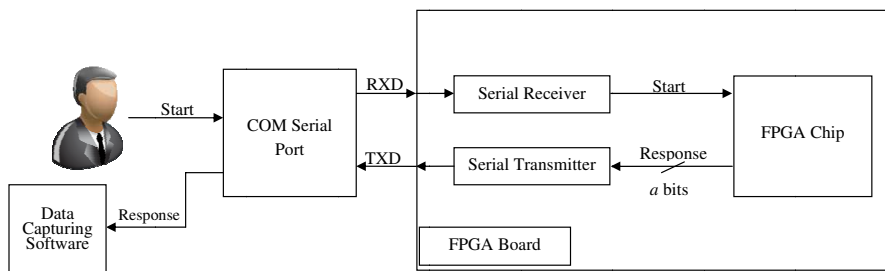 Start
COM Serial
Port
RXD
Serial Receiver
Start
FPGA Chip
TXD
Serial Transmitter
Response
a bits
Data
Capturing
Software
Response
FPGA Board